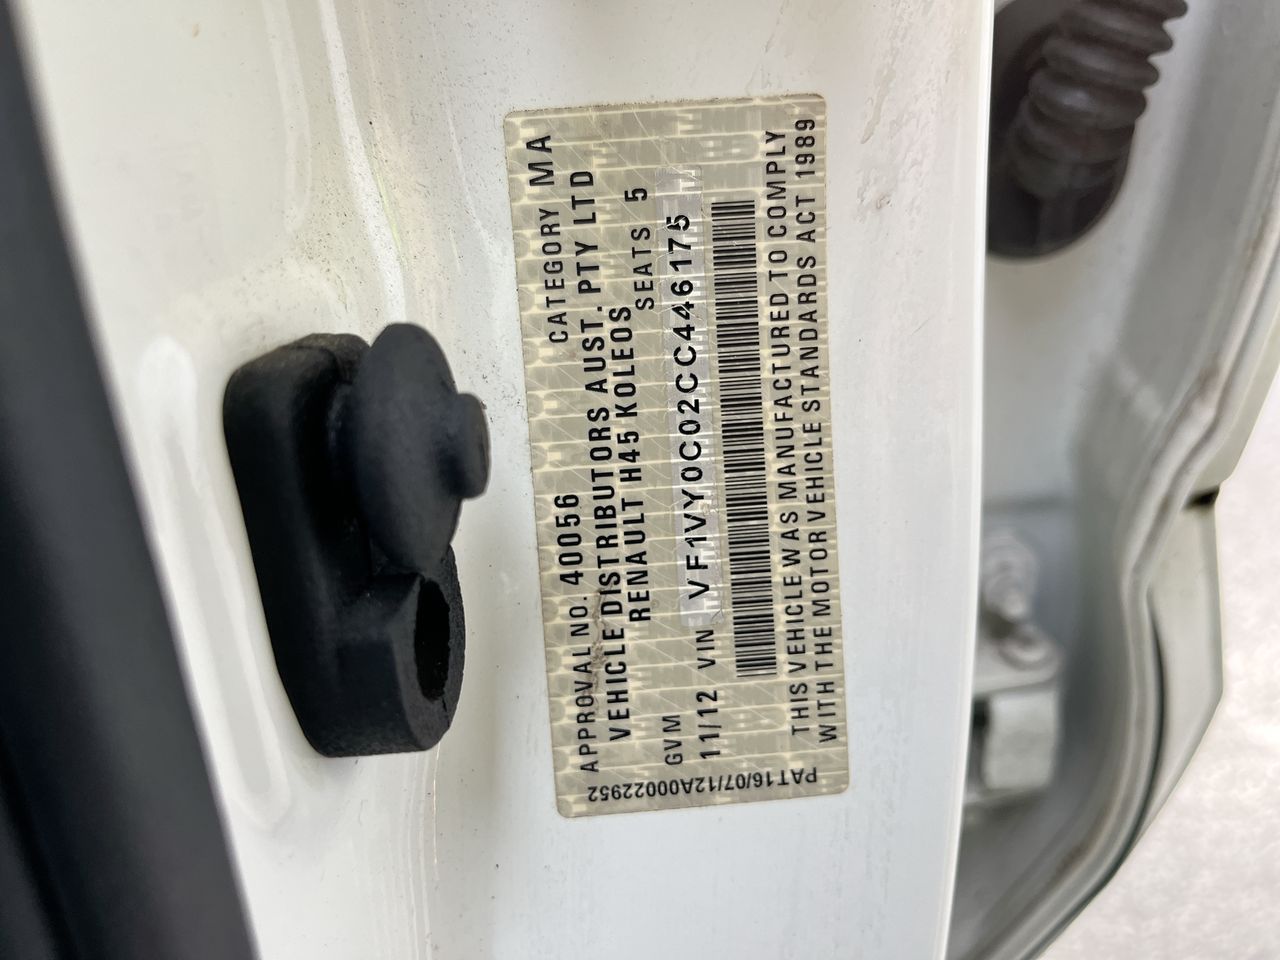 APPROVAL NO. 40056 CATEGORY MA
VEHICLE DISTRIBUTORS AUST. PTY LTD
RENAULT H45 KOLEOS
GVM SEATS 5
11/12 VIN VF1VY0C02CC446175
THIS VEHICLE WAS MANUFACTURED TO COMPLY
WITH THE MOTOR VEHICLE STANDARDS ACT 1989
PAT16/07/12A00022952